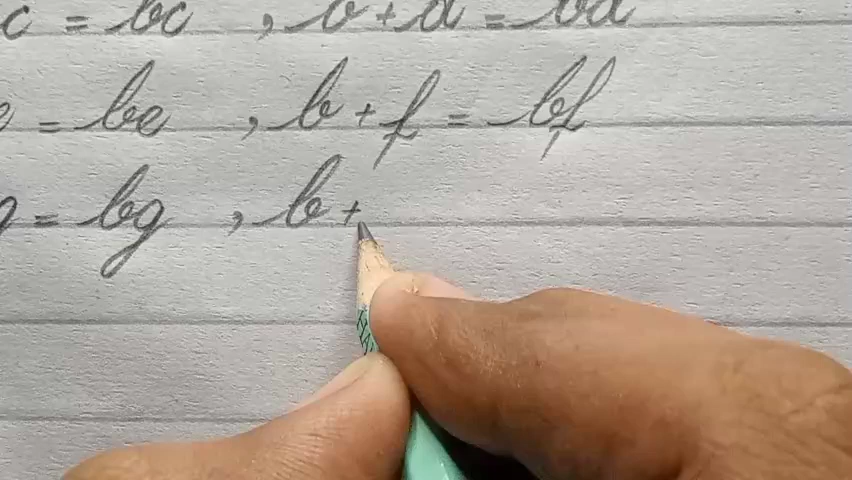 c = bc , b + d = bd
e = be , b + f = bf
g = bg , b +